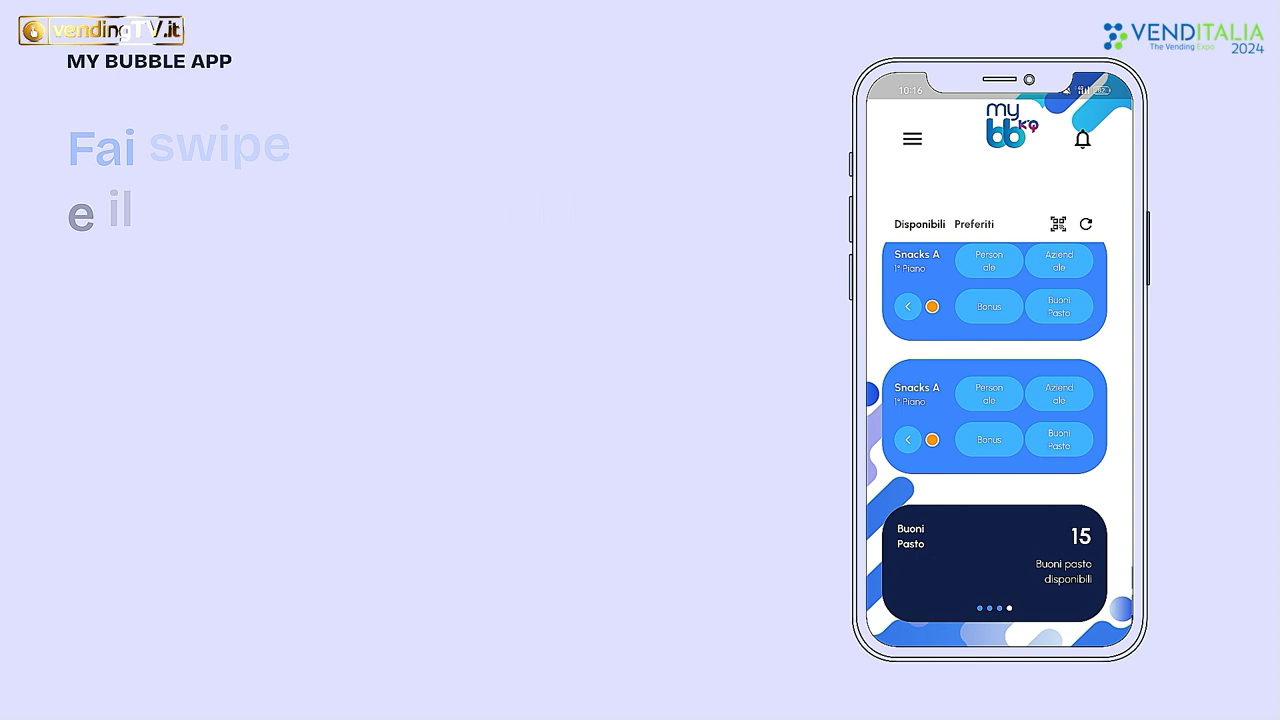 vendingTV.it
VENDITALIA
The Vending Expo
2024
MY BUBBLE APP
Fai swipe
e il
10:16
my
bb
Disponibili Preferiti
Snacks A
1° Piano
Person
ale
Aziend
ale
Bonus
Buoni
Pasto
Snacks A
1° Piano
Person
ale
Aziend
ale
Bonus
Buoni
Pasto
Buoni
Pasto
15
Buoni pasto
disponibili